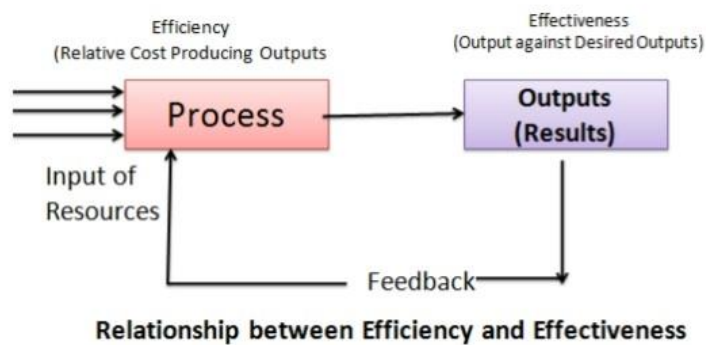 Efficiency
(Relative Cost Producing Outputs
Effectiveness
(Output against Desired Outputs)
Process
Outputs
(Results)
Input of
Resources
Feedback
Relationship between Efficiency and Effectiveness